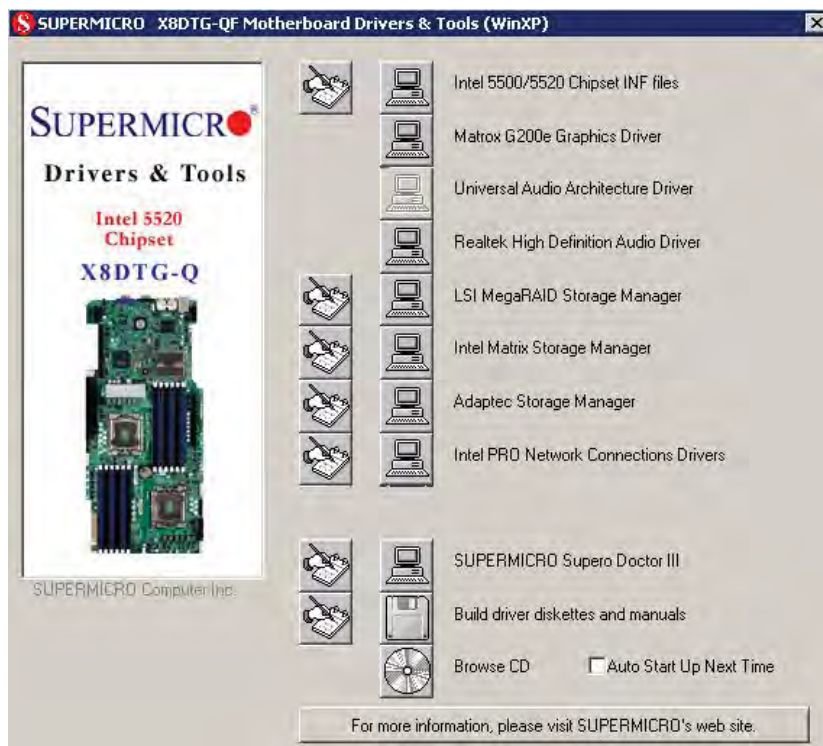 SUPERMICRO X8DTG-QF Motherboard Drivers & Tools (WinXP)
SUPERMICRO®
Drivers & Tools
Intel 5520
Chipset
X8DTG-Q
SUPERMICRO Computer Inc.
Intel 5500/5520 Chipset INF files
Matrox G200e Graphics Driver
Universal Audio Architecture Driver
Realtek High Definition Audio Driver
LSI MegaRAID Storage Manager
Intel Matrix Storage Manager
Adaptec Storage Manager
Intel PRO Network Connections Drivers
SUPERMICRO Supero Doctor III
Build driver diskettes and manuals
Browse CD Auto Start Up Next Time
For more information, please visit SUPERMICRO's web site.